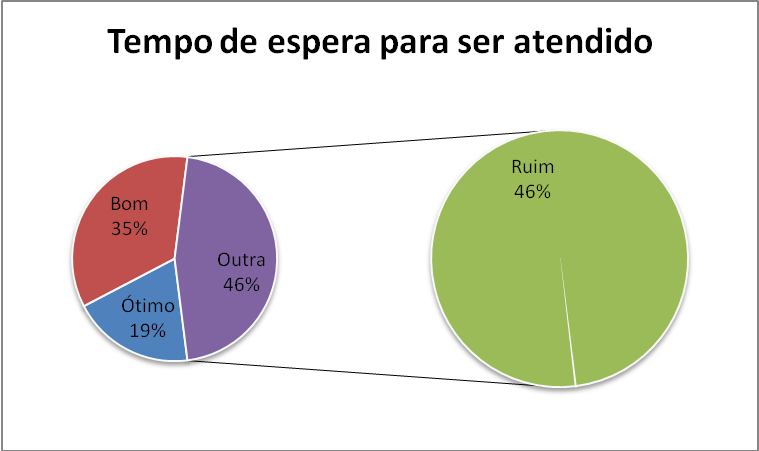 Tempo de espera para ser atendido
Bom
35%
Outra
46%
Ótimo
19%
Ruim
46%